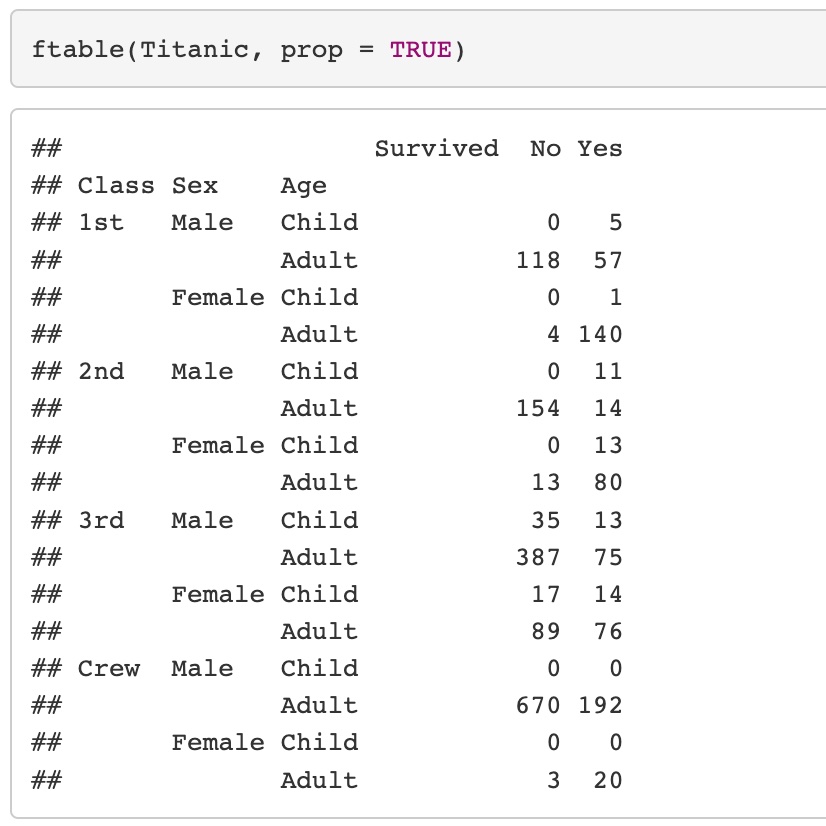 ftable(Titanic, prop = TRUE)
##                    Survived  No Yes
## Class Sex    Age
## 1st   Male   Child            0   5
##              Adult          118  57
##       Female Child            0   1
##              Adult            4 140
## 2nd   Male   Child            0  11
##              Adult          154  14
##       Female Child            0  13
##              Adult           13  80
## 3rd   Male   Child           35  13
##              Adult          387  75
##       Female Child           17  14
##              Adult           89  76
## Crew  Male   Child            0   0
##              Adult          670 192
##       Female Child            0   0
##              Adult            3  20